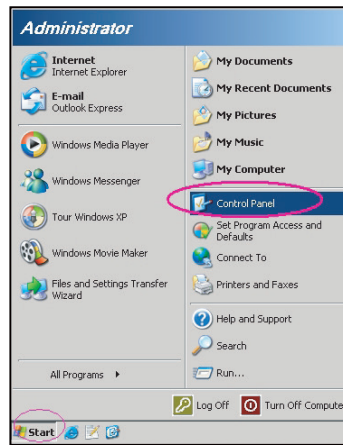 Administrator
Internet
Internet Explorer
E-mail
Outlook Express
Windows Media Player
Windows Messenger
Tour Windows XP
Windows Movie Maker
Files and Settings Transfer
Wizard
All Programs
My Documents
My Recent Documents
My Pictures
My Music
My Computer
Control Panel
Set Program Access and
Defaults
Connect To
Printers and Faxes
Help and Support
Search
Run...
Log Off
Turn Off Compute
Start